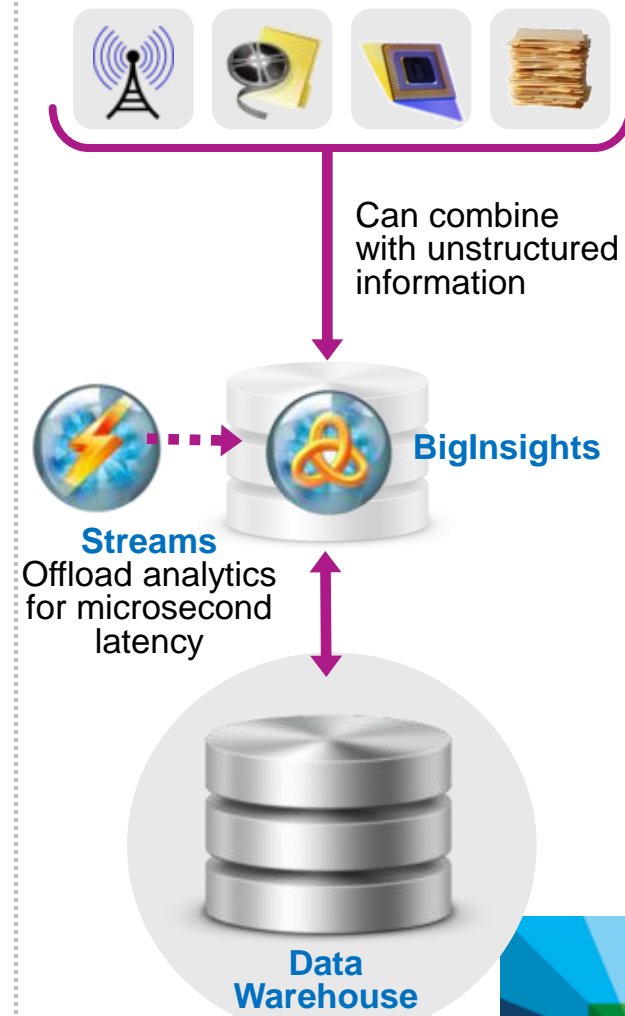 Can combine
with unstructured
information
BigInsights
Streams
Offload analytics
for microsecond
latency
Data
Warehouse